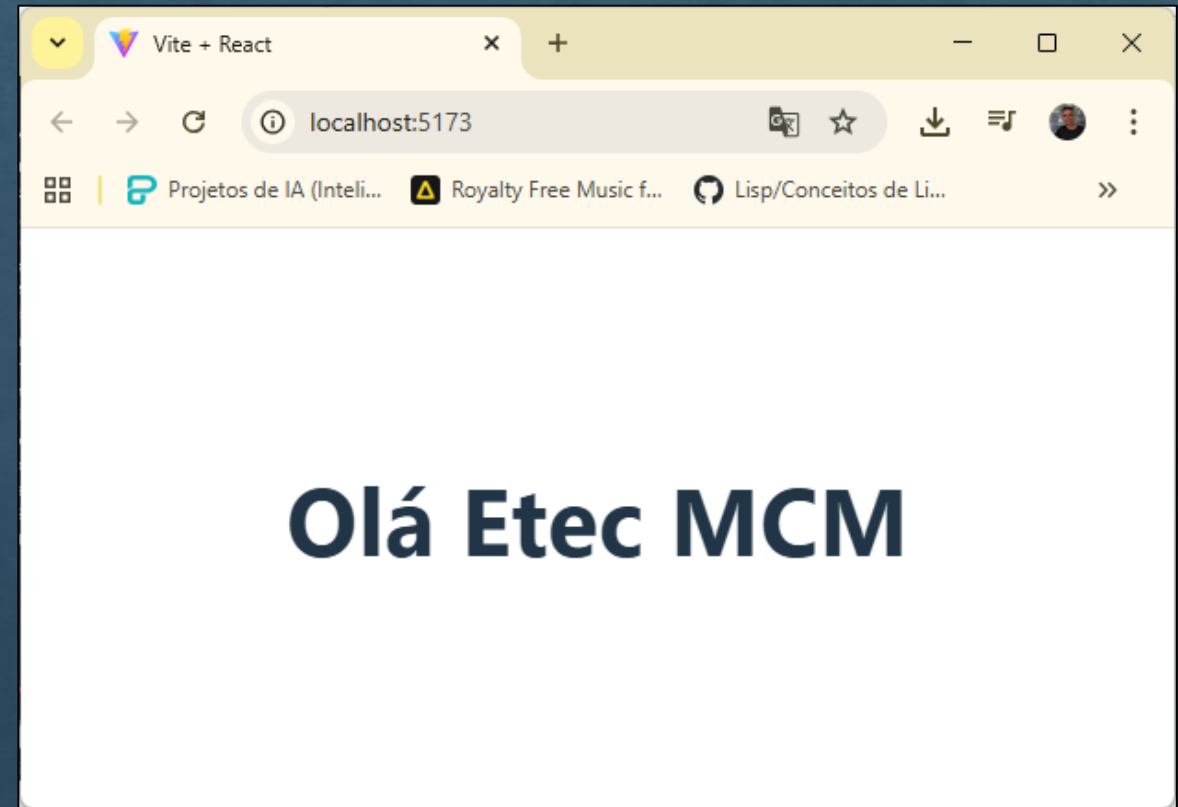 Vite + React
localhost:5173
Projetos de IA (Inteli... Royalty Free Music f... Lisp/Conceitos de Li...
Olá Etec MCM